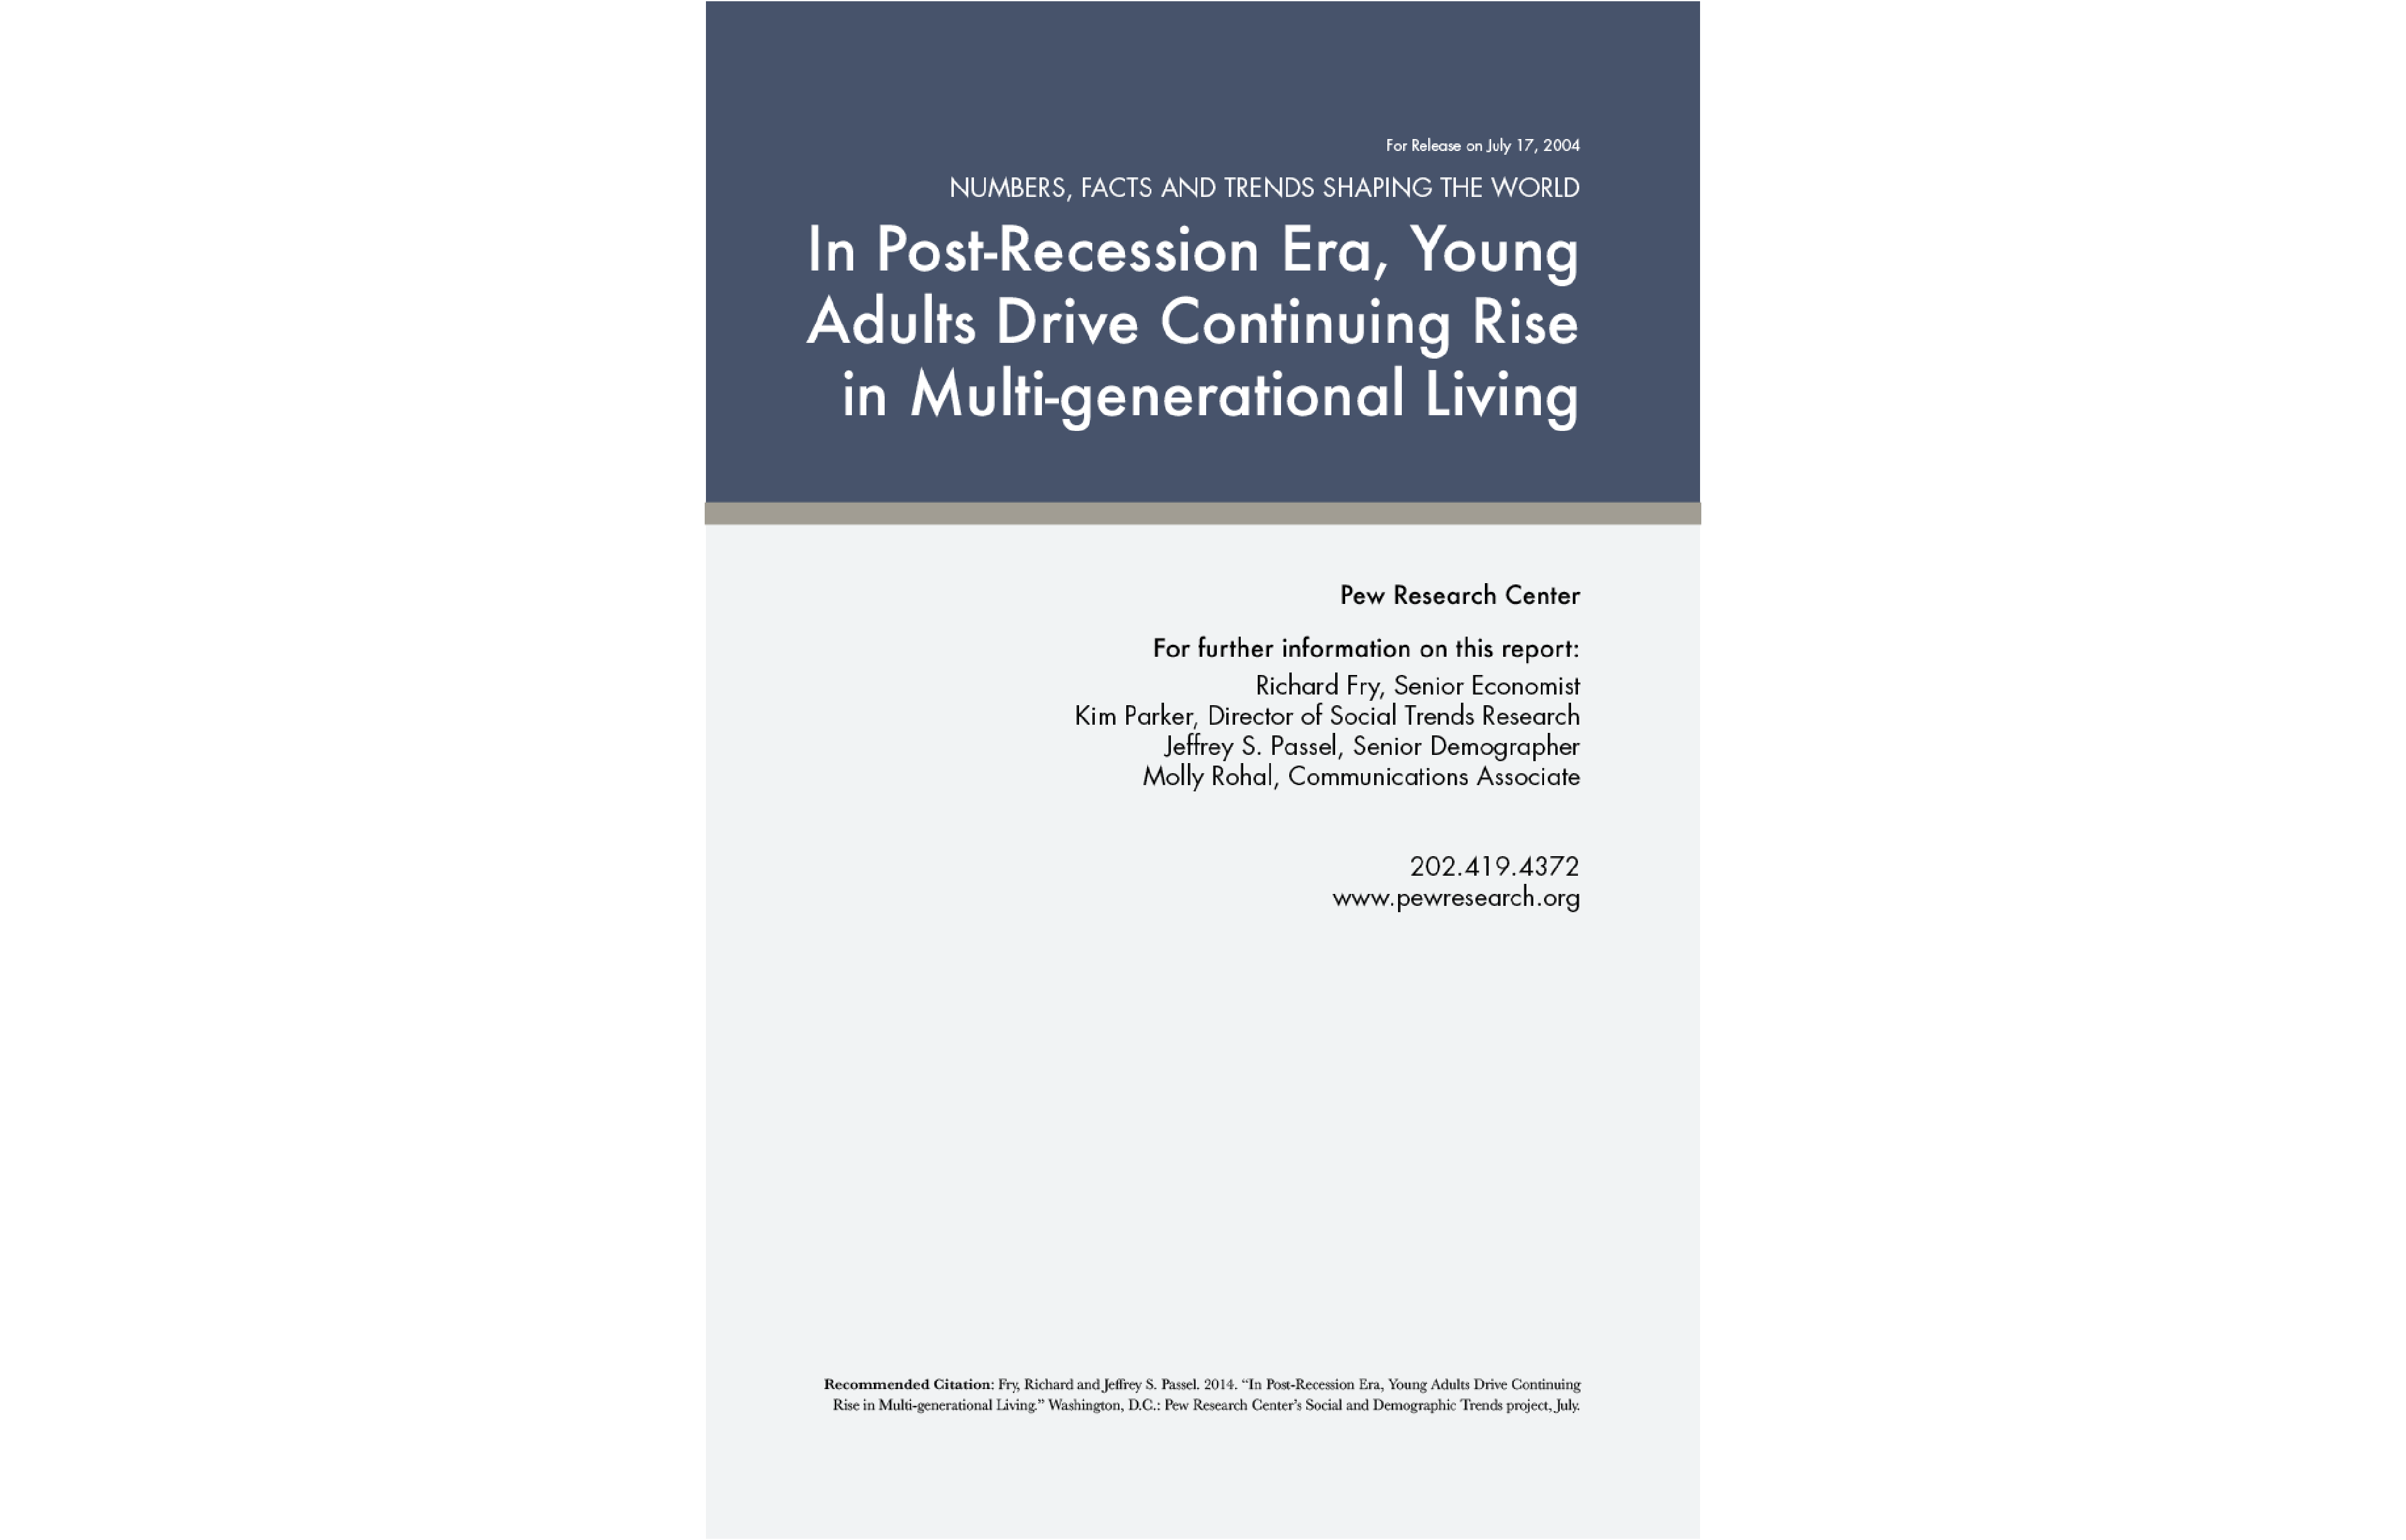 For Release on July 17, 2004
NUMBERS, FACTS AND TRENDS SHAPING THE WORLD
In Post-Recession Era, Young
Adults Drive Continuing Rise
in Multi-generational Living
Pew Research Center
For further information on this report:
Richard Fry, Senior Economist
Kim Parker, Director of Social Trends Research
Jeffrey S. Passel, Senior Demographer
Molly Rohal, Communications Associate
202.419.4372
www.pewresearch.org
Recommended Citation: Fry, Richard and Jeffrey S. Passel. 2014. “In Post-Recession Era, Young Adults Drive Continuing
Rise in Multi-generational Living.” Washington, D.C.: Pew Research Center’s Social and Demographic Trends project, July.